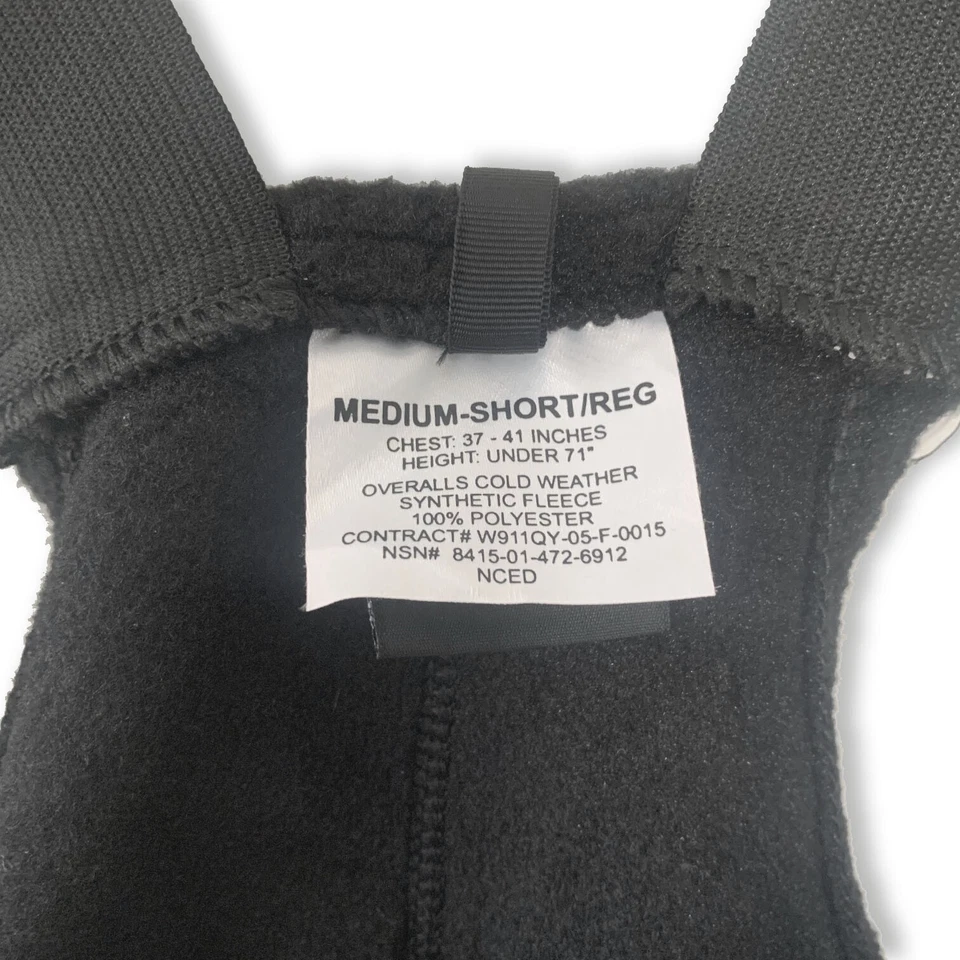 MEDIUM-SHORT/REG
CHEST: 37 - 41 INCHES
HEIGHT: UNDER 71"
OVERALLS COLD WEATHER
SYNTHETIC FLEECE
100% POLYESTER
CONTRACT# W911QY-05-F-0015
NSN# 8415-01-472-6912
NCED